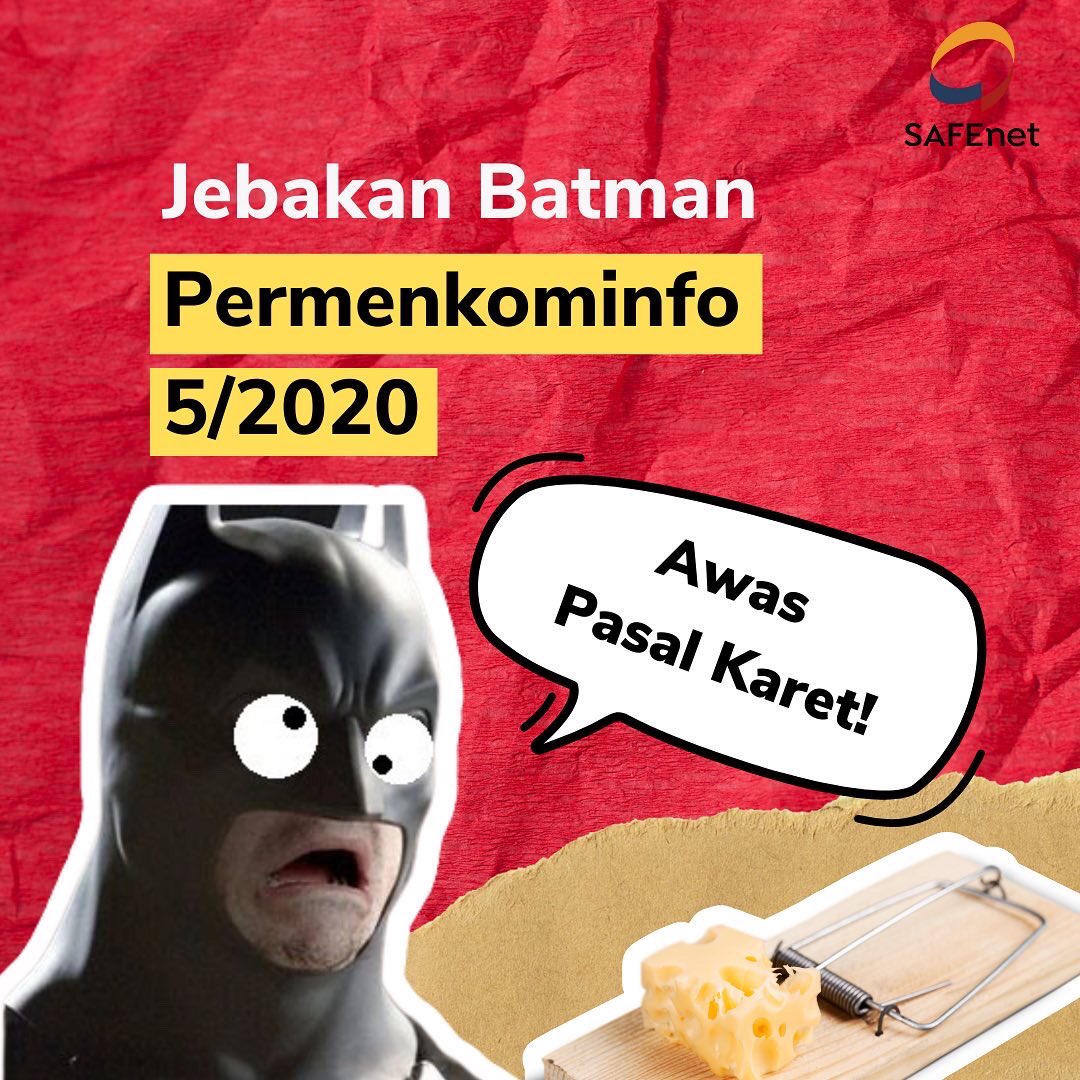 SAFEnet
Jebakan Batman
Permenkominfo
5/2020
Awas
Pasal Karet!